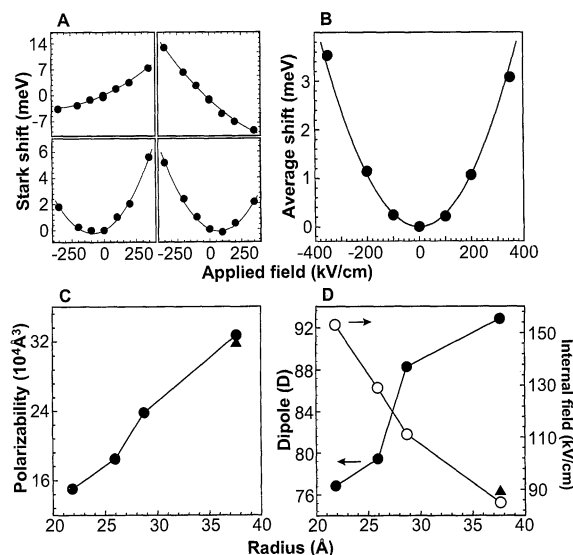 A
B
Stark shift (meV)
14
7
0
-7
6
4
2
0
-250 0 250
-250 0 250
Average shift (meV)
4
3
2
1
0
-400 -200 0 200 400
Applied field (kV/cm)
C
D
Polarizability (10⁴Å³)
32
24
16
20 25 30 35 40
Dipole (D)
92
88
84
80
76
Internal field (kV/cm)
150
130
110
90
20 25 30 35 40
Radius (Å)